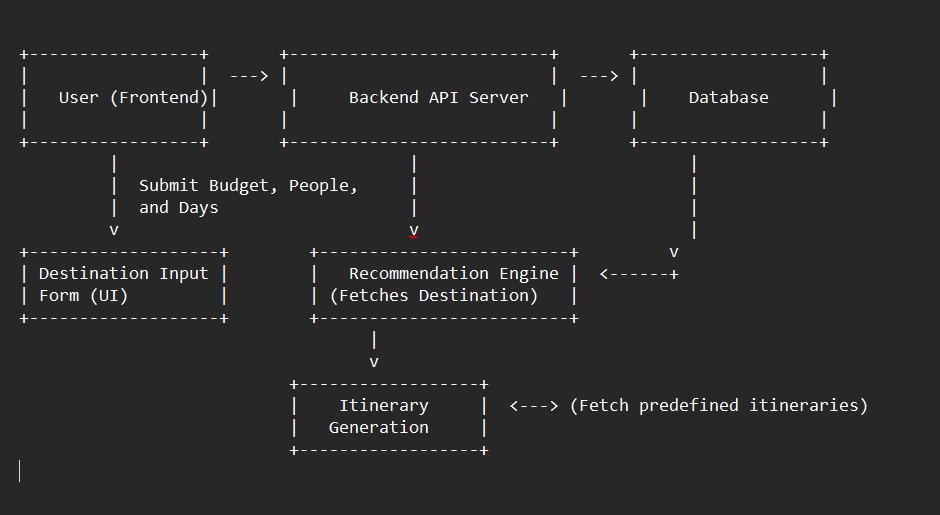 +-----------------+       +--------------------------+       +------------------+
|                 |  ---> |                          |  ---> |                  |
|   User (Frontend)|       |     Backend API Server   |       |    Database      |
|                 |       |                          |       |                  |
+-----------------+       +--------------------------+       +------------------+
         |                             |                           |
         |  Submit Budget, People,     |                           |
         |  and Days                   |                           |
         v                             v                           |
+-------------------+        +-------------------------+         v
| Destination Input |        |   Recommendation Engine |  <------+
| Form (UI)         |        | (Fetches Destination)   |
+-------------------+        +-------------------------+
                                   |
                                   v
                           +------------------+
                           |    Itinerary     |  <---> (Fetch predefined itineraries)
                           |   Generation     |
                           +------------------+